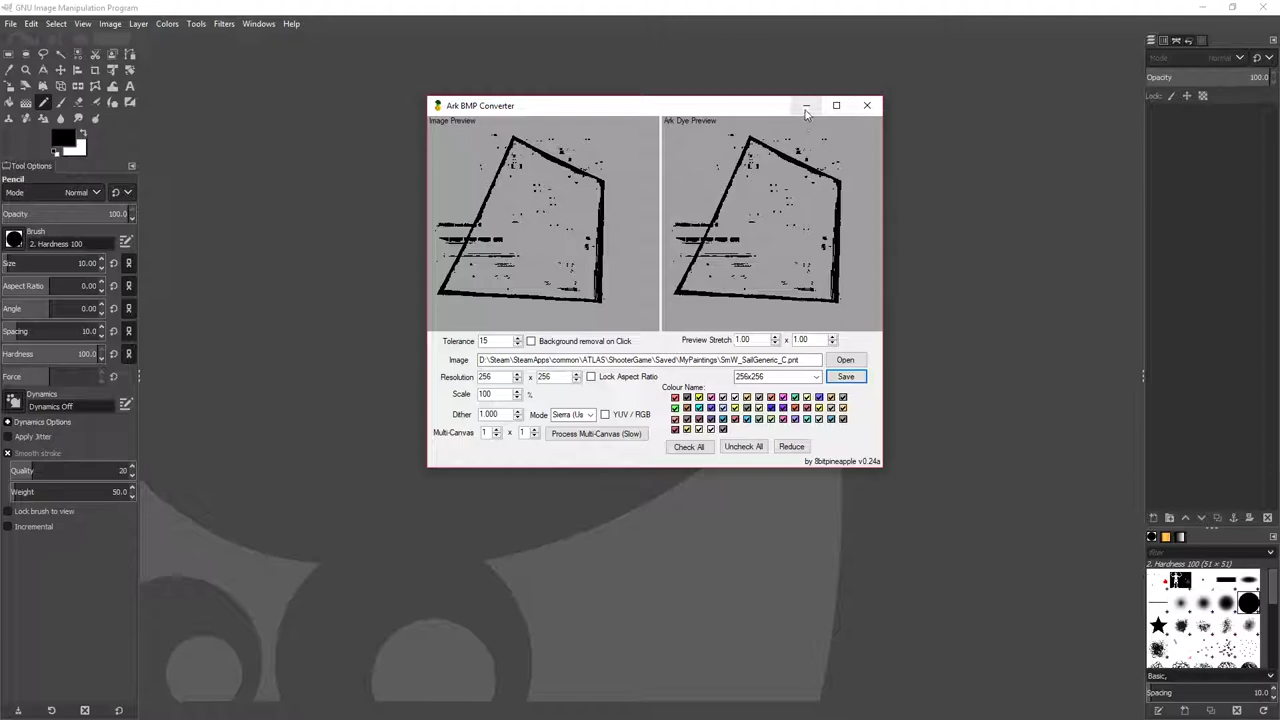 GNU Image Manipulation Program
File Edit Select View Image Layer Colors Tools Filters Windows Help
Tool Options
Pencil
Mode Normal
Opacity 100.0
Brush
2. Hardness 100
Size 10.00
Aspect Ratio 0.00
Angle 0.00
Spacing 10.0
Hardness 100.0
Force
Dynamics
Dynamics Off
Dynamics Options
Apply Jitter
Smooth stroke
Quality 20
Weight 50.0
Lock brush to view
Incremental
Ark BMP Converter
Image Preview
Ark Dye Preview
Tolerance 15 Background removal on Click
Preview Stretch 1.00 x 1.00
Image D:\Steam\SteamApps\common\ATLAS\ShooterGame\Saved\MyPaintings\SmW_SailGeneric_C.pnt Open
Resolution 256 x 256 Lock Aspect Ratio 256x256 Save
Scale 100 %
Colour Name:
Dither 1.000 Mode Sierra (Us YUV / RGB
Multi-Canvas 1 x 1 Process Multi-Canvas (Slow)
Check All Uncheck All Reduce
by 8bitpineapple v0.24a
Mode Normal
Opacity 100.0
Lock:
filter
2. Hardness 100 (51 × 51)
Basic,
Spacing 10.0